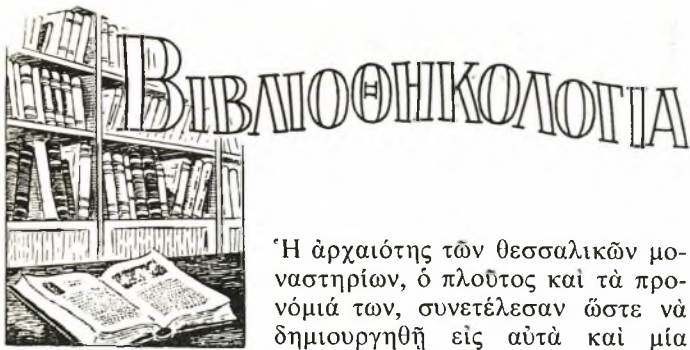 ΒΙΒΛΙΟΘΗΚΟΛΟΓΙΑ
Ἡ ἀρχαιότης τῶν θεσσαλικῶν μο-
ναστηρίων, ὁ πλοῦτος καὶ τὰ προ-
νόμιά των, συνετέλεσαν ὥστε νὰ
δημιουργηθῇ εἰς αὐτὰ καὶ μία